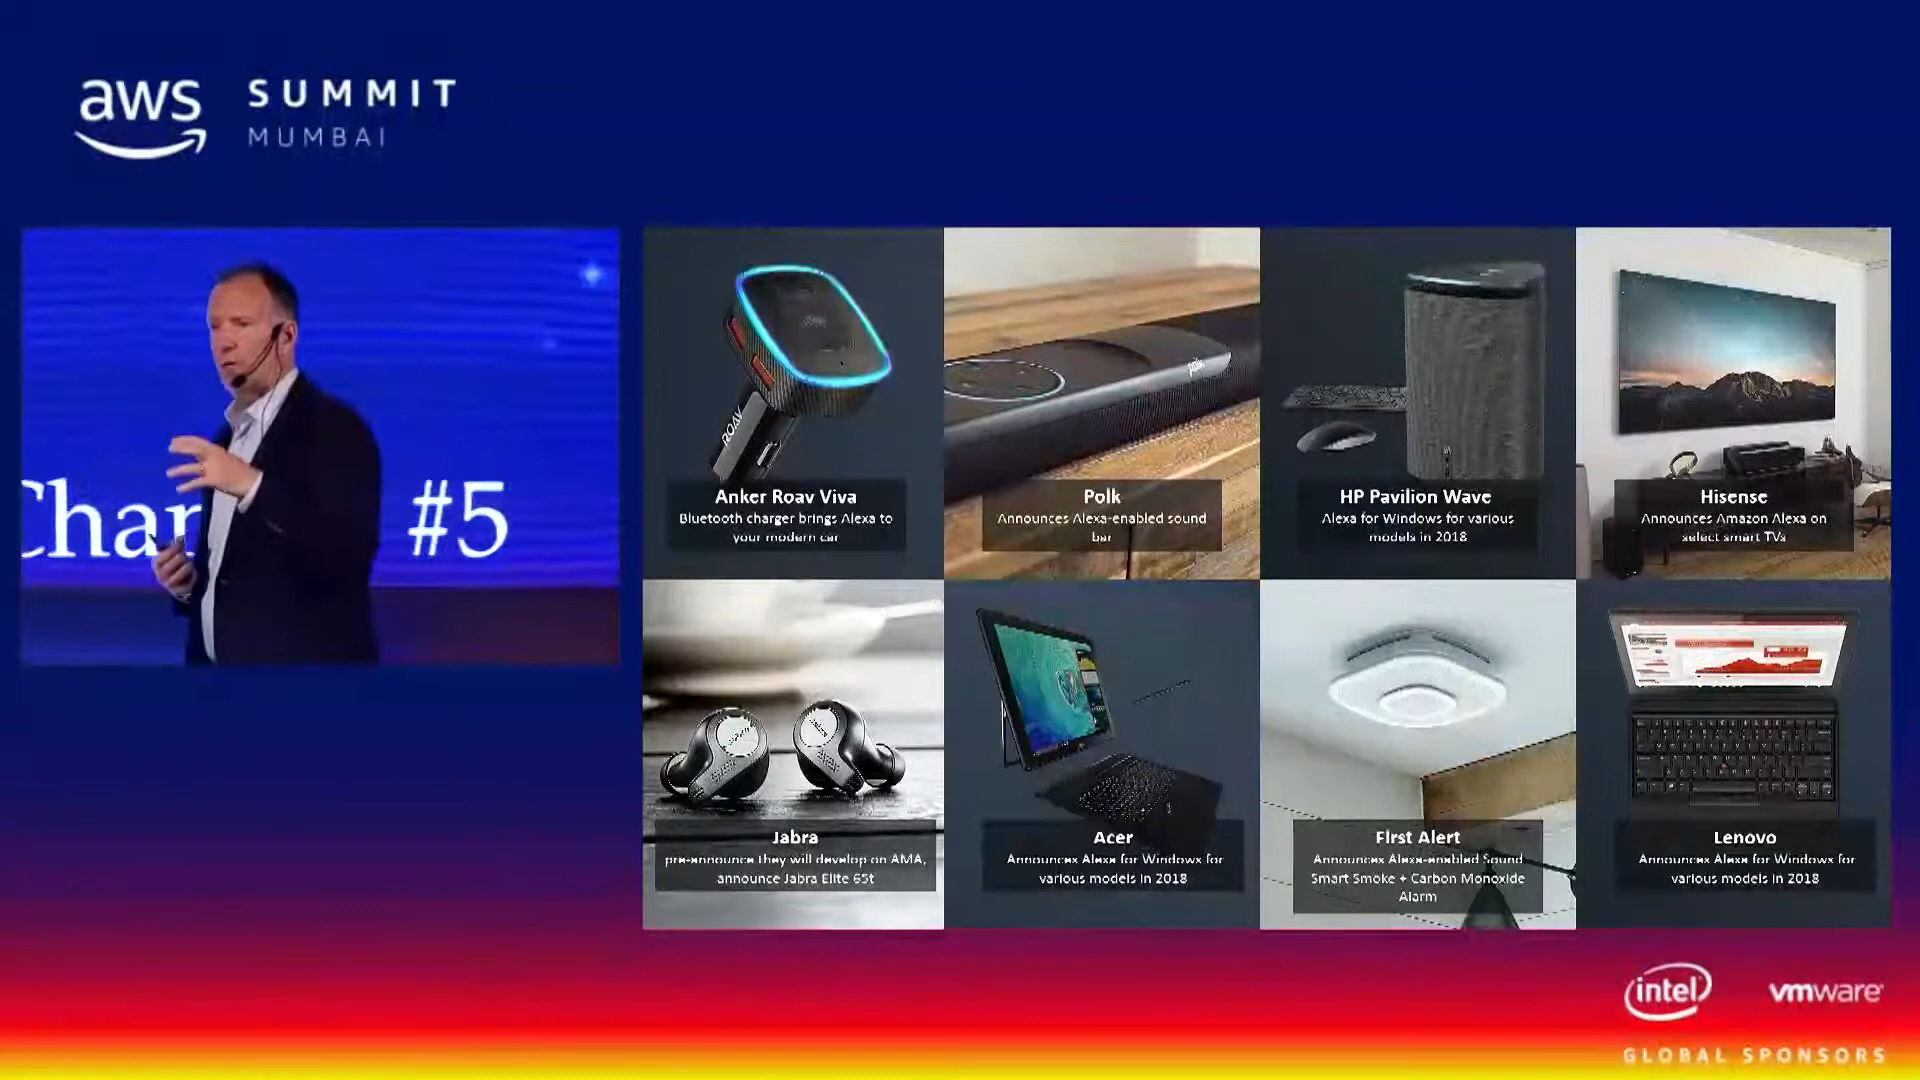 aws
SUMMIT
MUMBAI
#5
ROAV
Anker Roav Viva
Bluetooth charger brings Alexa to
your modern car
polk
Polk
Announces Alexa-enabled sound
bar
HP Pavilion Wave
Alexa for Windows for various
models in 2018
Hisense
Announces Amazon Alexa on
select smart TVs
Jabra
pre-announce they will develop on AMA,
announce Jabra Elite 65t
Acer
Announces Alexa for Windows for
various models in 2018
First Alert
Announces Alexa-enabled Sound
Smart Smoke + Carbon Monoxide
Alarm
Lenovo
Announces Alexa for Windows for
various models in 2018
intel
vmware
GLOBAL SPONSORS